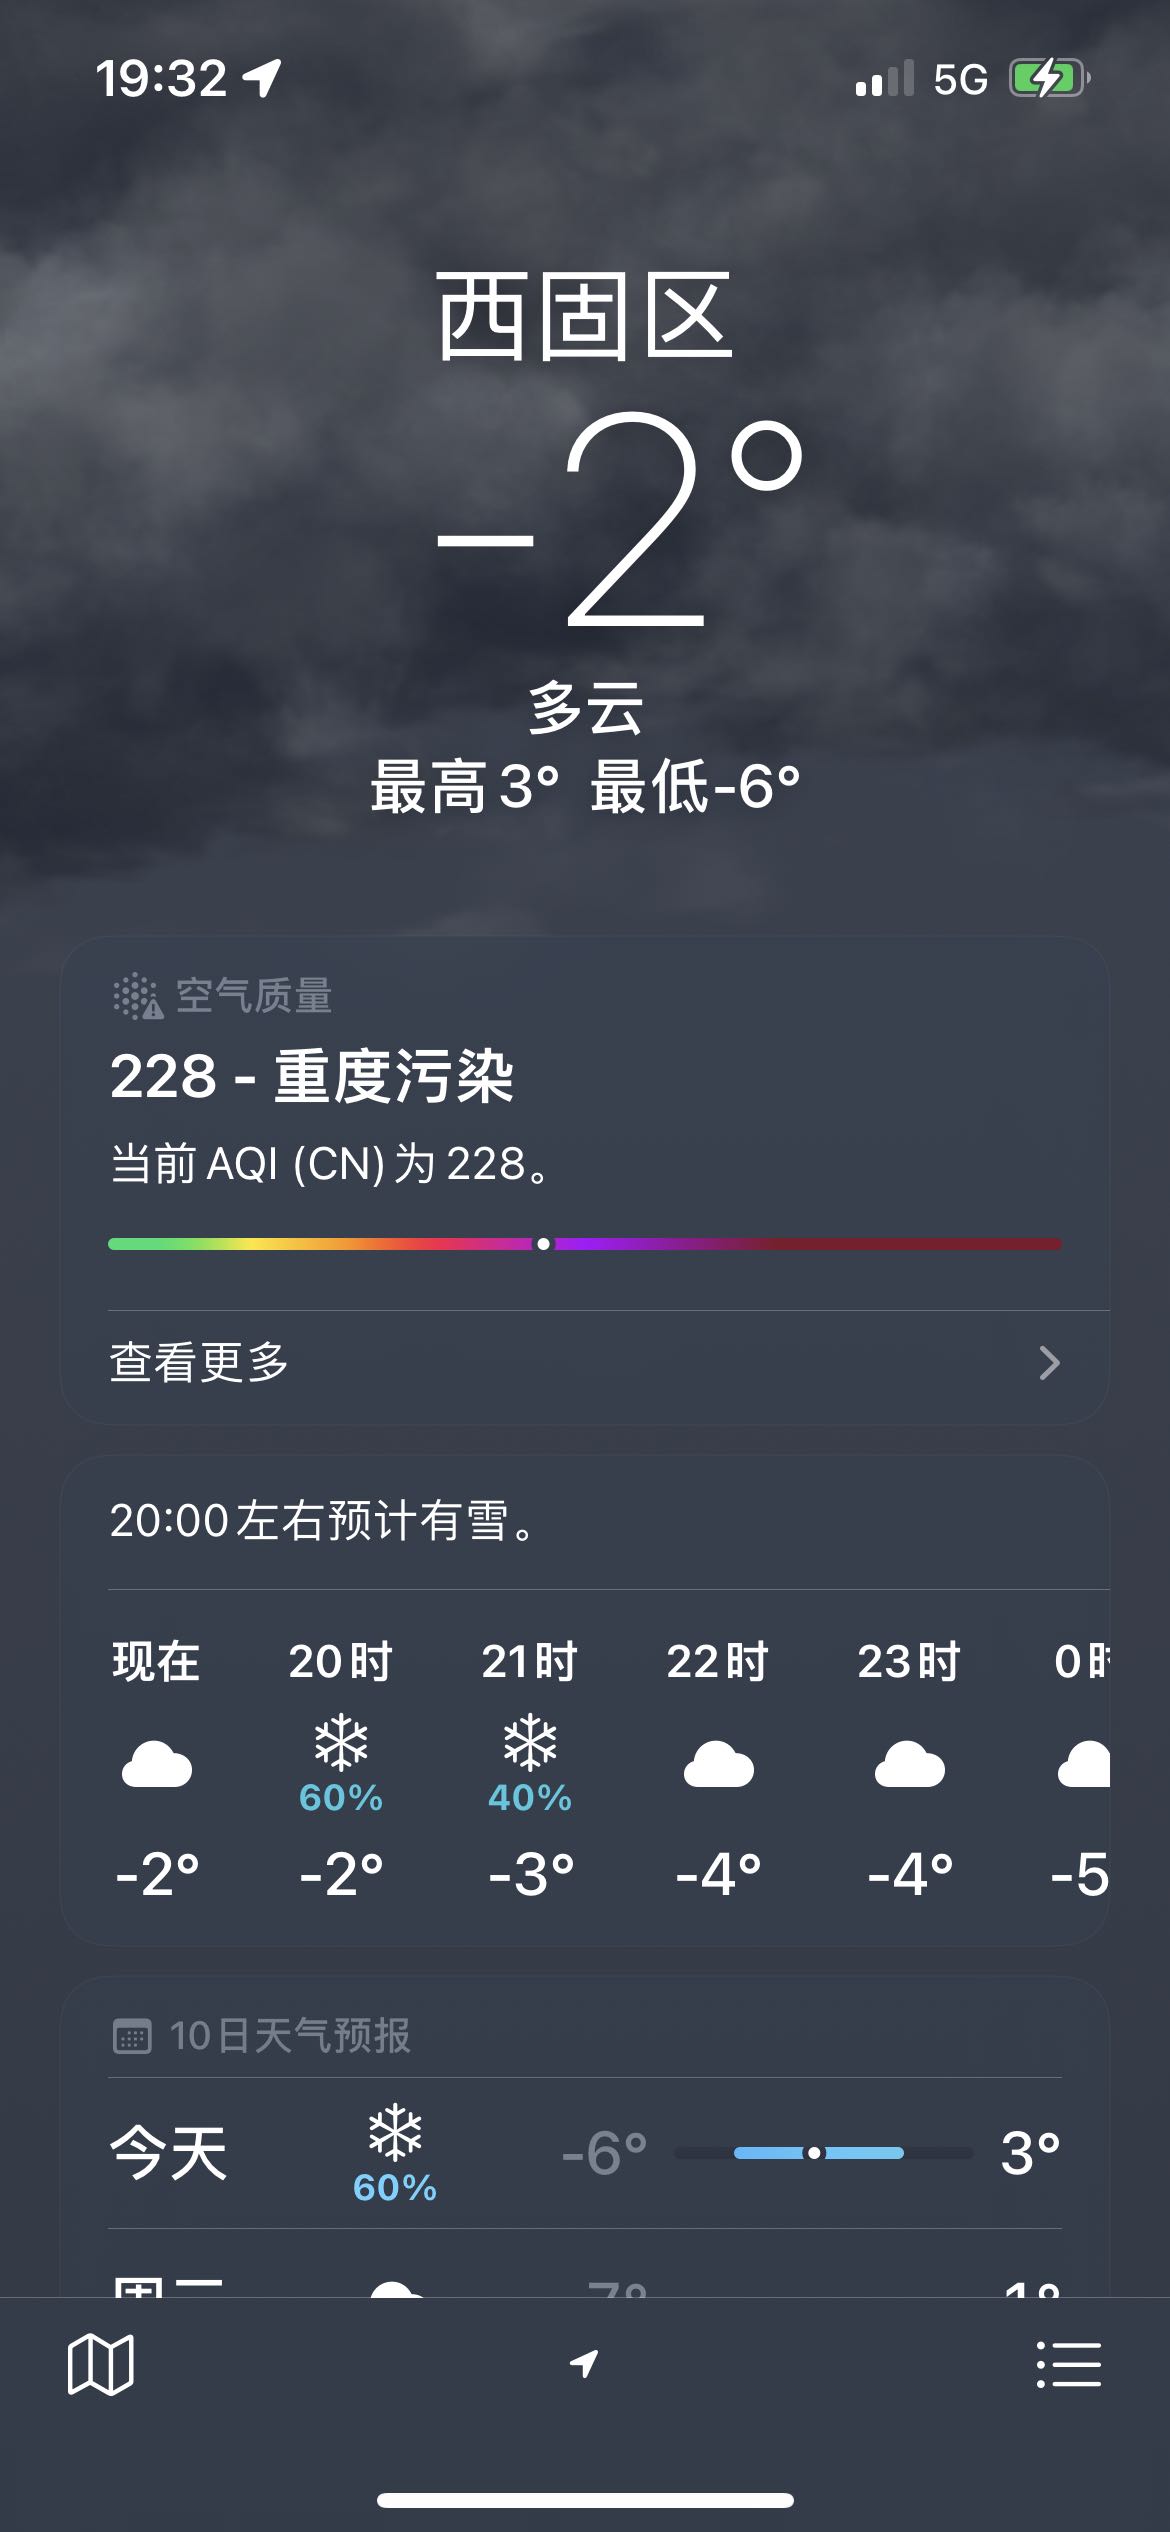 19:32 5G
西固区
-2°
多云
最高3° 最低-6°
空气质量
228 - 重度污染
当前 AQI (CN) 为 228。
查看更多
20:00左右预计有雪。
现在 20时 21时 22时 23时 0时
60% 40%
-2° -2° -3° -4° -4° -5
10日天气预报
今天 -6° 3°
60%
-7° 1°